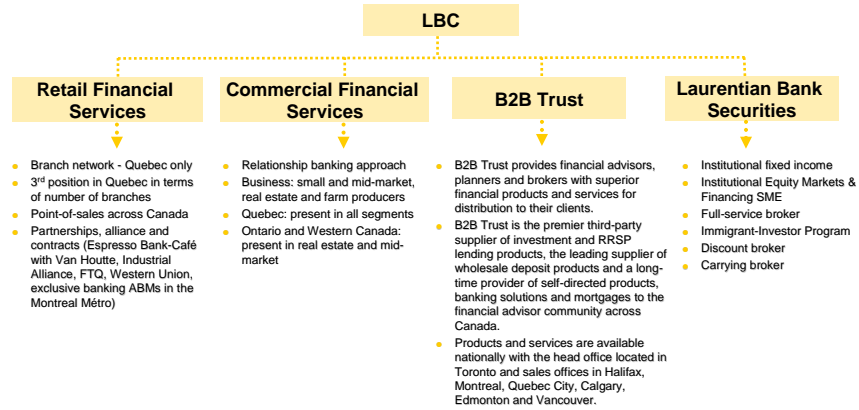 LBC
Retail Financial
Services
Commercial Financial
Services
B2B Trust
Laurentian Bank
Securities
Branch network - Quebec only
3rd position in Quebec in terms
of number of branches
Point-of-sales across Canada
Partnerships, alliance and
contracts (Espresso Bank-Café
with Van Houtte, Industrial
Alliance, FTQ, Western Union,
exclusive banking ABMs in the
Montreal Métro)
Relationship banking approach
Business: small and mid-market,
real estate and farm producers
Quebec: present in all segments
Ontario and Western Canada:
present in real estate and mid-
market
B2B Trust provides financial advisors,
planners and brokers with superior
financial products and services for
distribution to their clients.
B2B Trust is the premier third-party
supplier of investment and RRSP
lending products, the leading supplier of
wholesale deposit products and a long-
time provider of self-directed products,
banking solutions and mortgages to the
financial advisor community across
Canada.
Products and services are available
nationally with the head office located in
Toronto and sales offices in Halifax,
Montreal, Quebec City, Calgary,
Edmonton and Vancouver.
Institutional fixed income
Institutional Equity Markets &
Financing SME
Full-service broker
Immigrant-Investor Program
Discount broker
Carrying broker